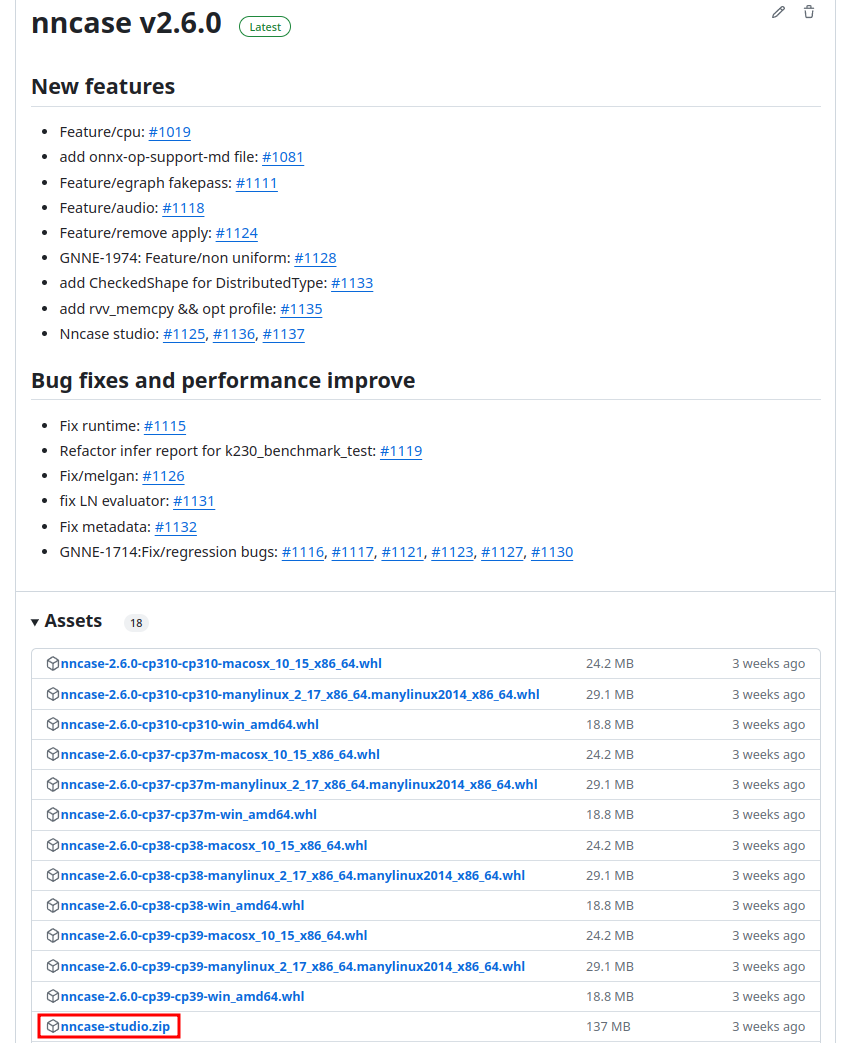 nncase v2.6.0 Latest
New features
Feature/cpu: #1019
add onnx-op-support-md file: #1081
Feature/egraph fakepass: #1111
Feature/audio: #1118
Feature/remove apply: #1124
GNNE-1974: Feature/non uniform: #1128
add CheckedShape for DistributedType: #1133
add rvv_memcpy && opt profile: #1135
Nncase studio: #1125, #1136, #1137
Bug fixes and performance improve
Fix runtime: #1115
Refactor infer report for k230_benchmark_test: #1119
Fix/melgan: #1126
fix LN evaluator: #1131
Fix metadata: #1132
GNNE-1714:Fix/regression bugs: #1116, #1117, #1121, #1123, #1127, #1130
Assets 18
nncase-2.6.0-cp310-cp310-macosx_10_15_x86_64.whl 24.2 MB 3 weeks ago
nncase-2.6.0-cp310-cp310-manylinux_2_17_x86_64.manylinux2014_x86_64.whl 29.1 MB 3 weeks ago
nncase-2.6.0-cp310-cp310-win_amd64.whl 18.8 MB 3 weeks ago
nncase-2.6.0-cp37-cp37m-macosx_10_15_x86_64.whl 24.2 MB 3 weeks ago
nncase-2.6.0-cp37-cp37m-manylinux_2_17_x86_64.manylinux2014_x86_64.whl 29.1 MB 3 weeks ago
nncase-2.6.0-cp37-cp37m-win_amd64.whl 18.8 MB 3 weeks ago
nncase-2.6.0-cp38-cp38-macosx_10_15_x86_64.whl 24.2 MB 3 weeks ago
nncase-2.6.0-cp38-cp38-manylinux_2_17_x86_64.manylinux2014_x86_64.whl 29.1 MB 3 weeks ago
nncase-2.6.0-cp38-cp38-win_amd64.whl 18.8 MB 3 weeks ago
nncase-2.6.0-cp39-cp39-macosx_10_15_x86_64.whl 24.2 MB 3 weeks ago
nncase-2.6.0-cp39-cp39-manylinux_2_17_x86_64.manylinux2014_x86_64.whl 29.1 MB 3 weeks ago
nncase-2.6.0-cp39-cp39-win_amd64.whl 18.8 MB 3 weeks ago
nncase-studio.zip 137 MB 3 weeks ago